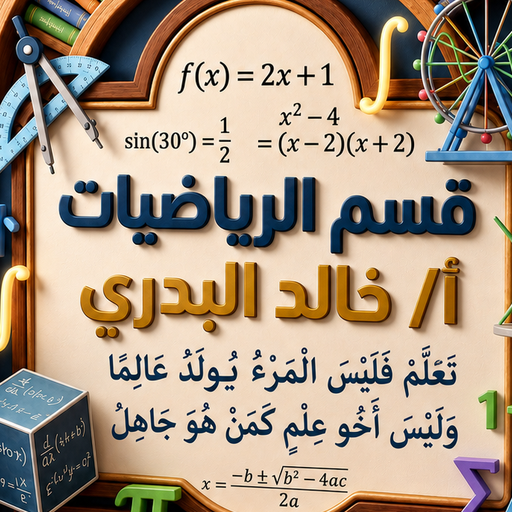 f(x) = 2x + 1
x² − 4
sin(30°) = 1/2 = (x − 2)(x + 2)
قسم الرياضيات
أ/ خالد البدري
تَعَلَّمْ فَلَيْسَ الْمَرْءُ يُولَدُ عَالِمًا
وَلَيْسَ أَخُو عِلْمٍ كَمَنْ هُوَ جَاهِلُ
x = (−b ± √(b² − 4ac)) / 2a
1
Σ
π